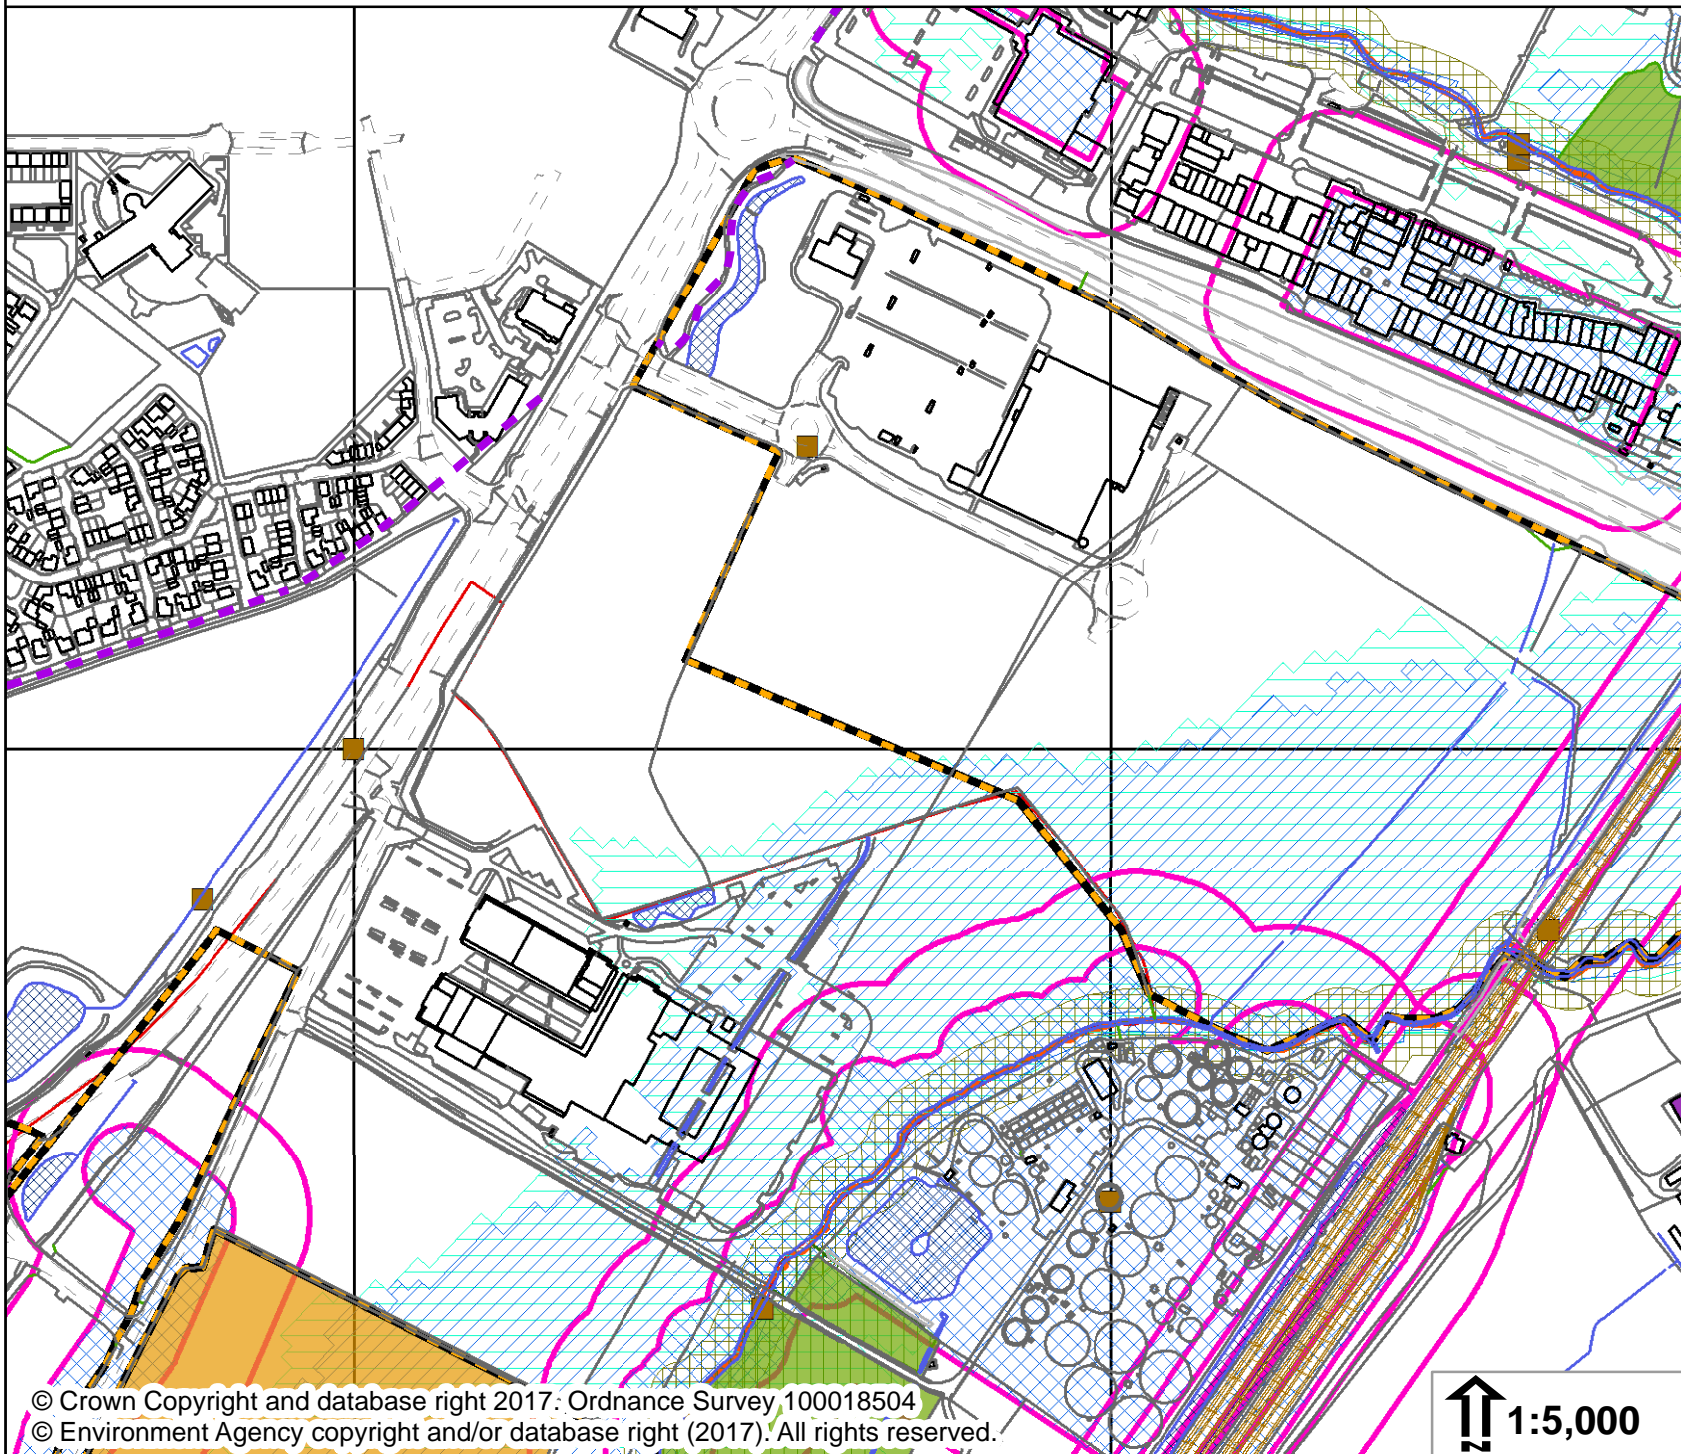 © Crown Copyright and database right 2017. Ordnance Survey 100018504
© Environment Agency copyright and/or database right (2017). All rights reserved.
N
1:5,000